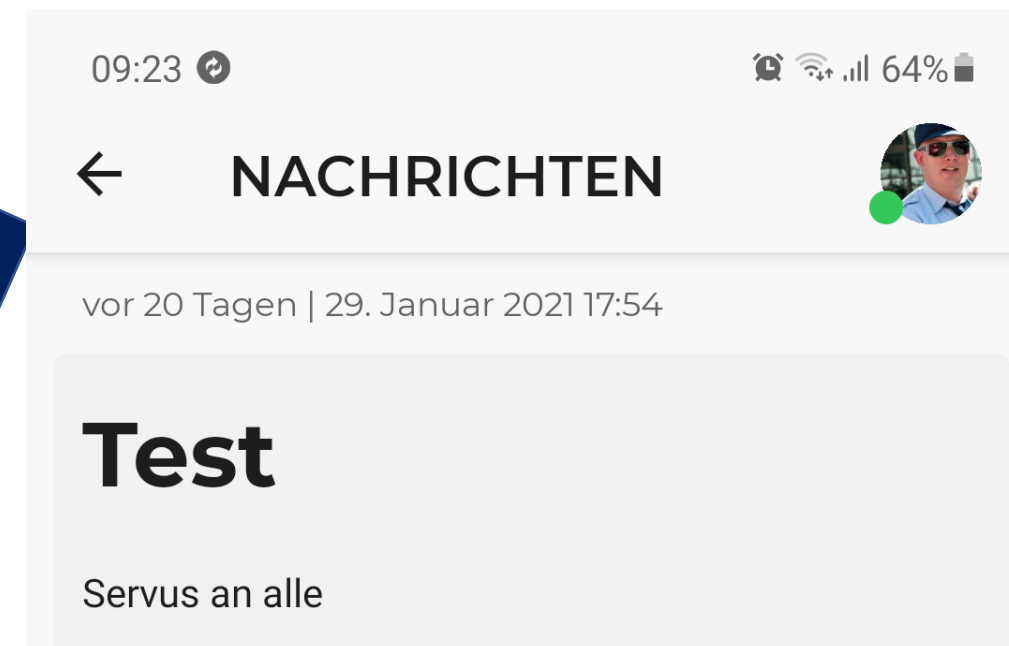 09:23 64%
NACHRICHTEN
vor 20 Tagen | 29. Januar 2021 17:54
Test
Servus an alle